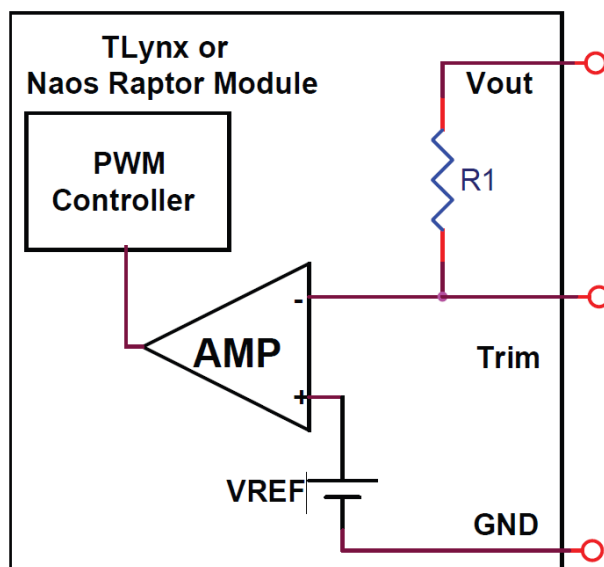 TLynx or
Naos Raptor Module
Vout
PWM
Controller
R1
-
AMP
Trim
+
VREF
GND